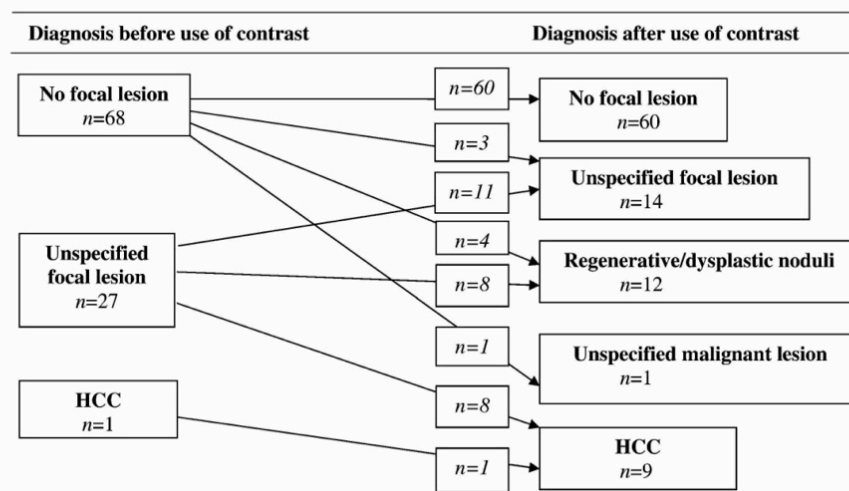 Diagnosis before use of contrast
Diagnosis after use of contrast
No focal lesion
n=68
Unspecified
focal lesion
n=27
HCC
n=1
n=60
n=3
n=11
n=4
n=8
n=1
n=8
n=1
No focal lesion
n=60
Unspecified focal lesion
n=14
Regenerative/dysplastic noduli
n=12
Unspecified malignant lesion
n=1
HCC
n=9